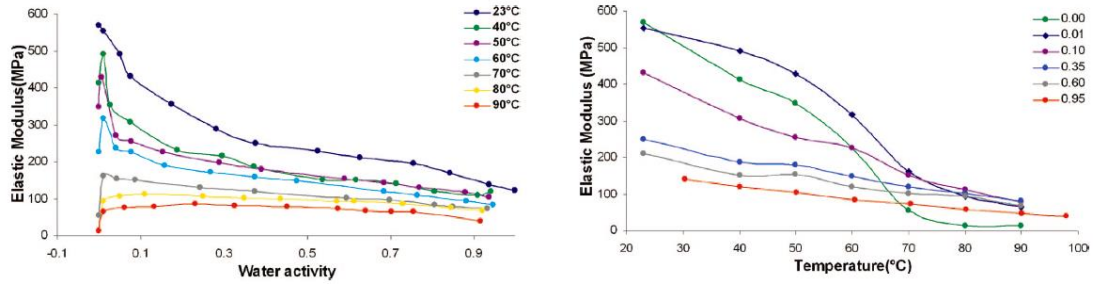 600
500
400
300
200
100
0
Elastic Modulus(MPa)
-0.1 0.1 0.3 0.5 0.7 0.9
Water activity
23°C
40°C
50°C
60°C
70°C
80°C
90°C
600
500
400
300
200
100
0
Elastic Modulus (MPa)
20 30 40 50 60 70 80 90 100
Temperature(°C)
0.00
0.01
0.10
0.35
0.60
0.95